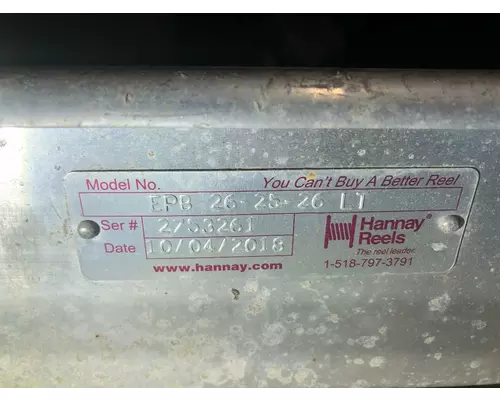 Model No. You Can't Buy A Better Reel
EPB 26-25-26 LT
Ser # 2753261
Date 10/04/2018
Hannay
Reels
The reel leader.
www.hannay.com
1-518-797-3791